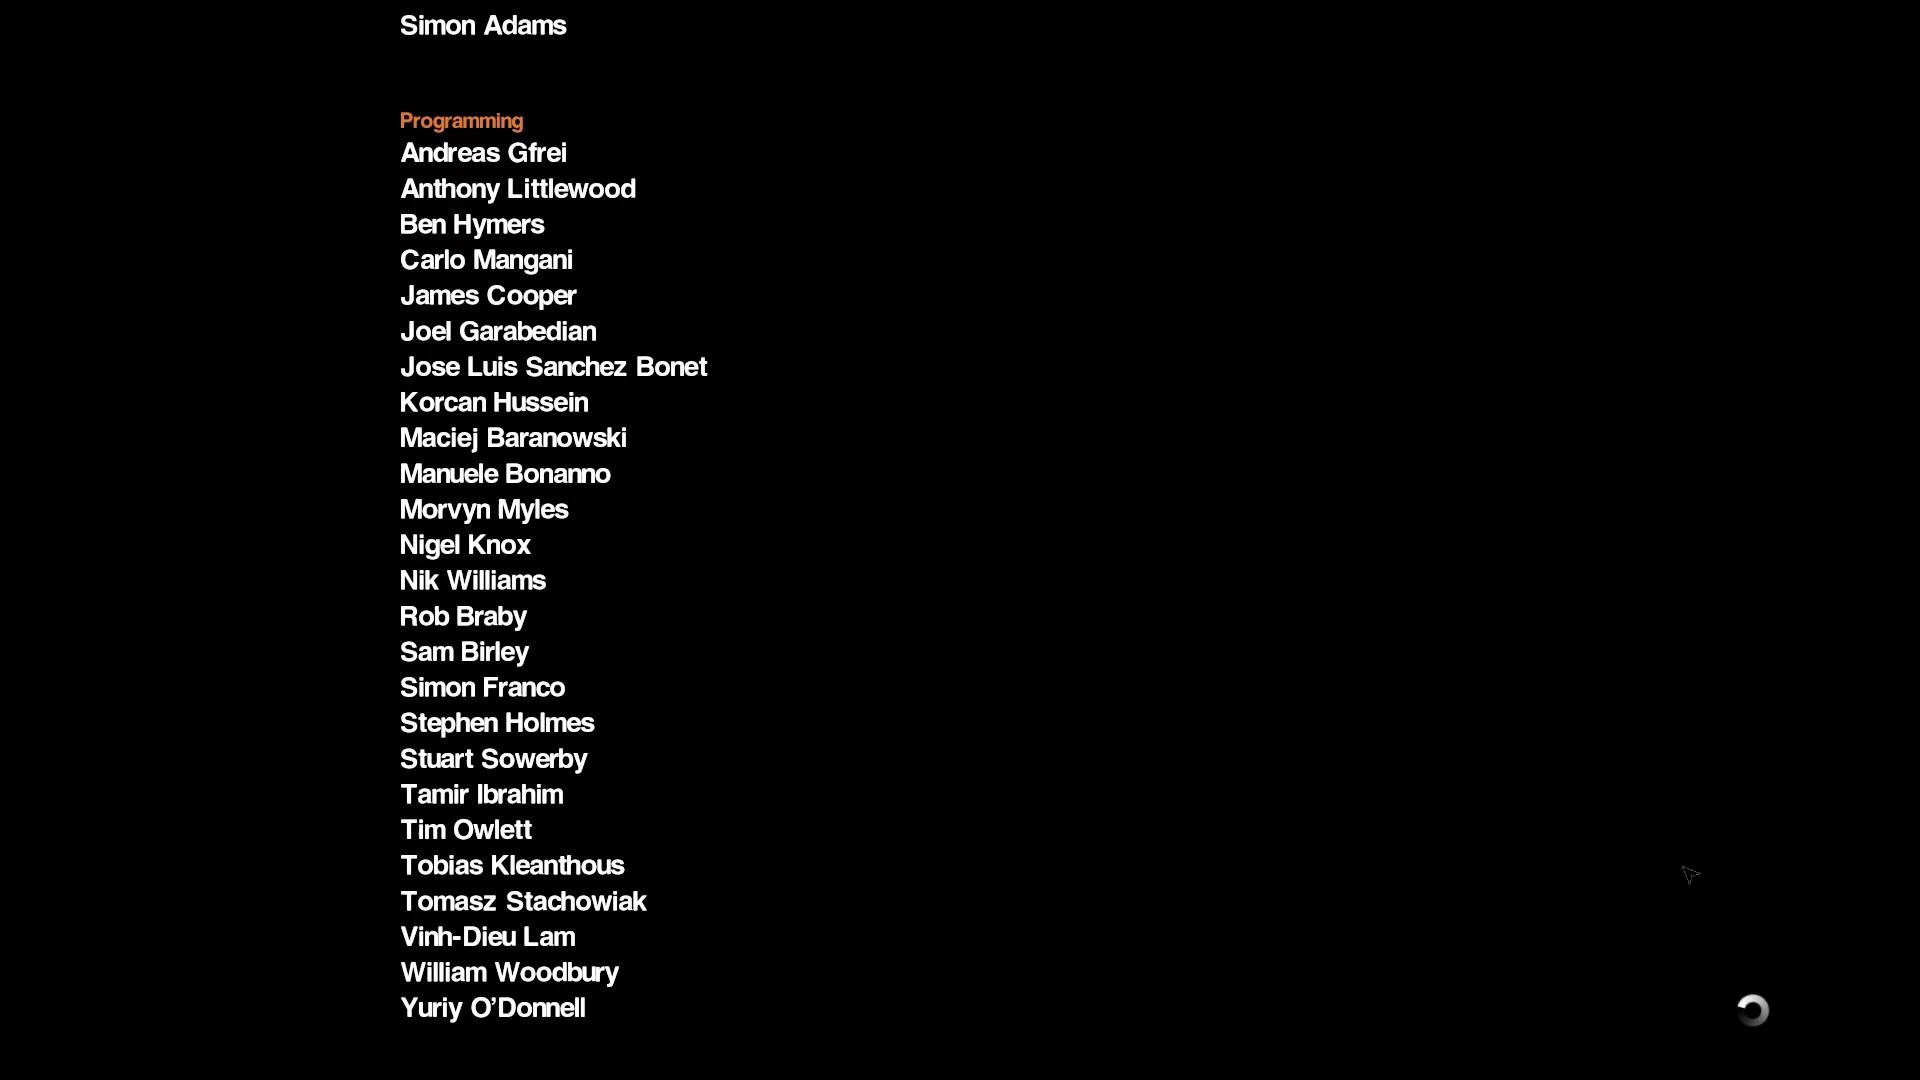 Simon Adams
Programming
Andreas Gfrei
Anthony Littlewood
Ben Hymers
Carlo Mangani
James Cooper
Joel Garabedian
Jose Luis Sanchez Bonet
Korcan Hussein
Maciej Baranowski
Manuele Bonanno
Morvyn Myles
Nigel Knox
Nik Williams
Rob Braby
Sam Birley
Simon Franco
Stephen Holmes
Stuart Sowerby
Tamir Ibrahim
Tim Owlett
Tobias Kleanthous
Tomasz Stachowiak
Vinh-Dieu Lam
William Woodbury
Yuriy O’Donnell